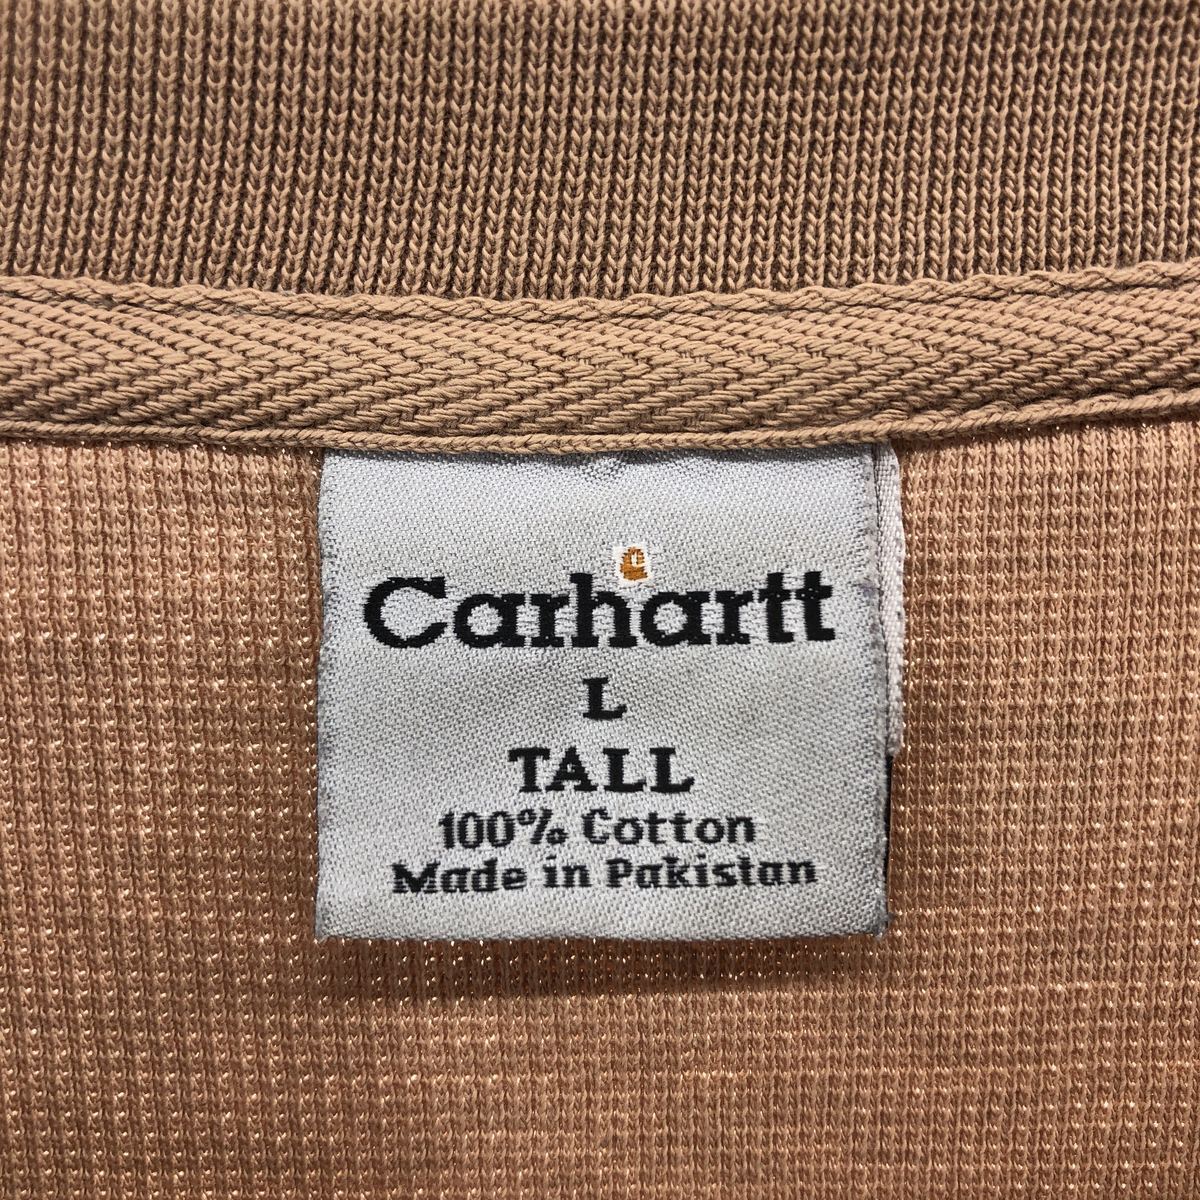 Carhartt
L
TALL
100% Cotton
Made in Pakistan